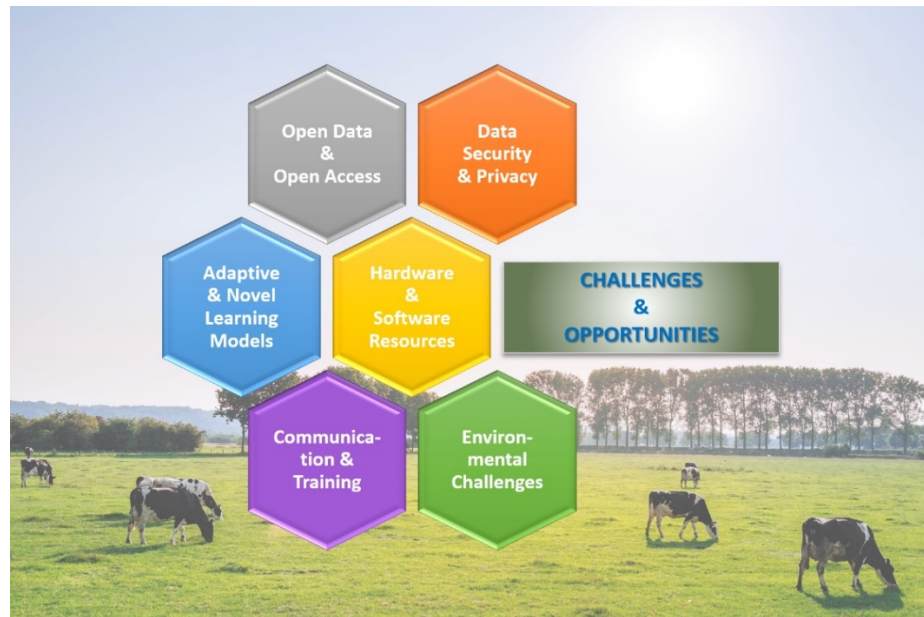 Open Data
&
Open Access
Data
Security
& Privacy
Adaptive
& Novel
Learning
Models
Hardware
&
Software
Resources
CHALLENGES
&
OPPORTUNITIES
Communica-
tion &
Training
Environ-
mental
Challenges